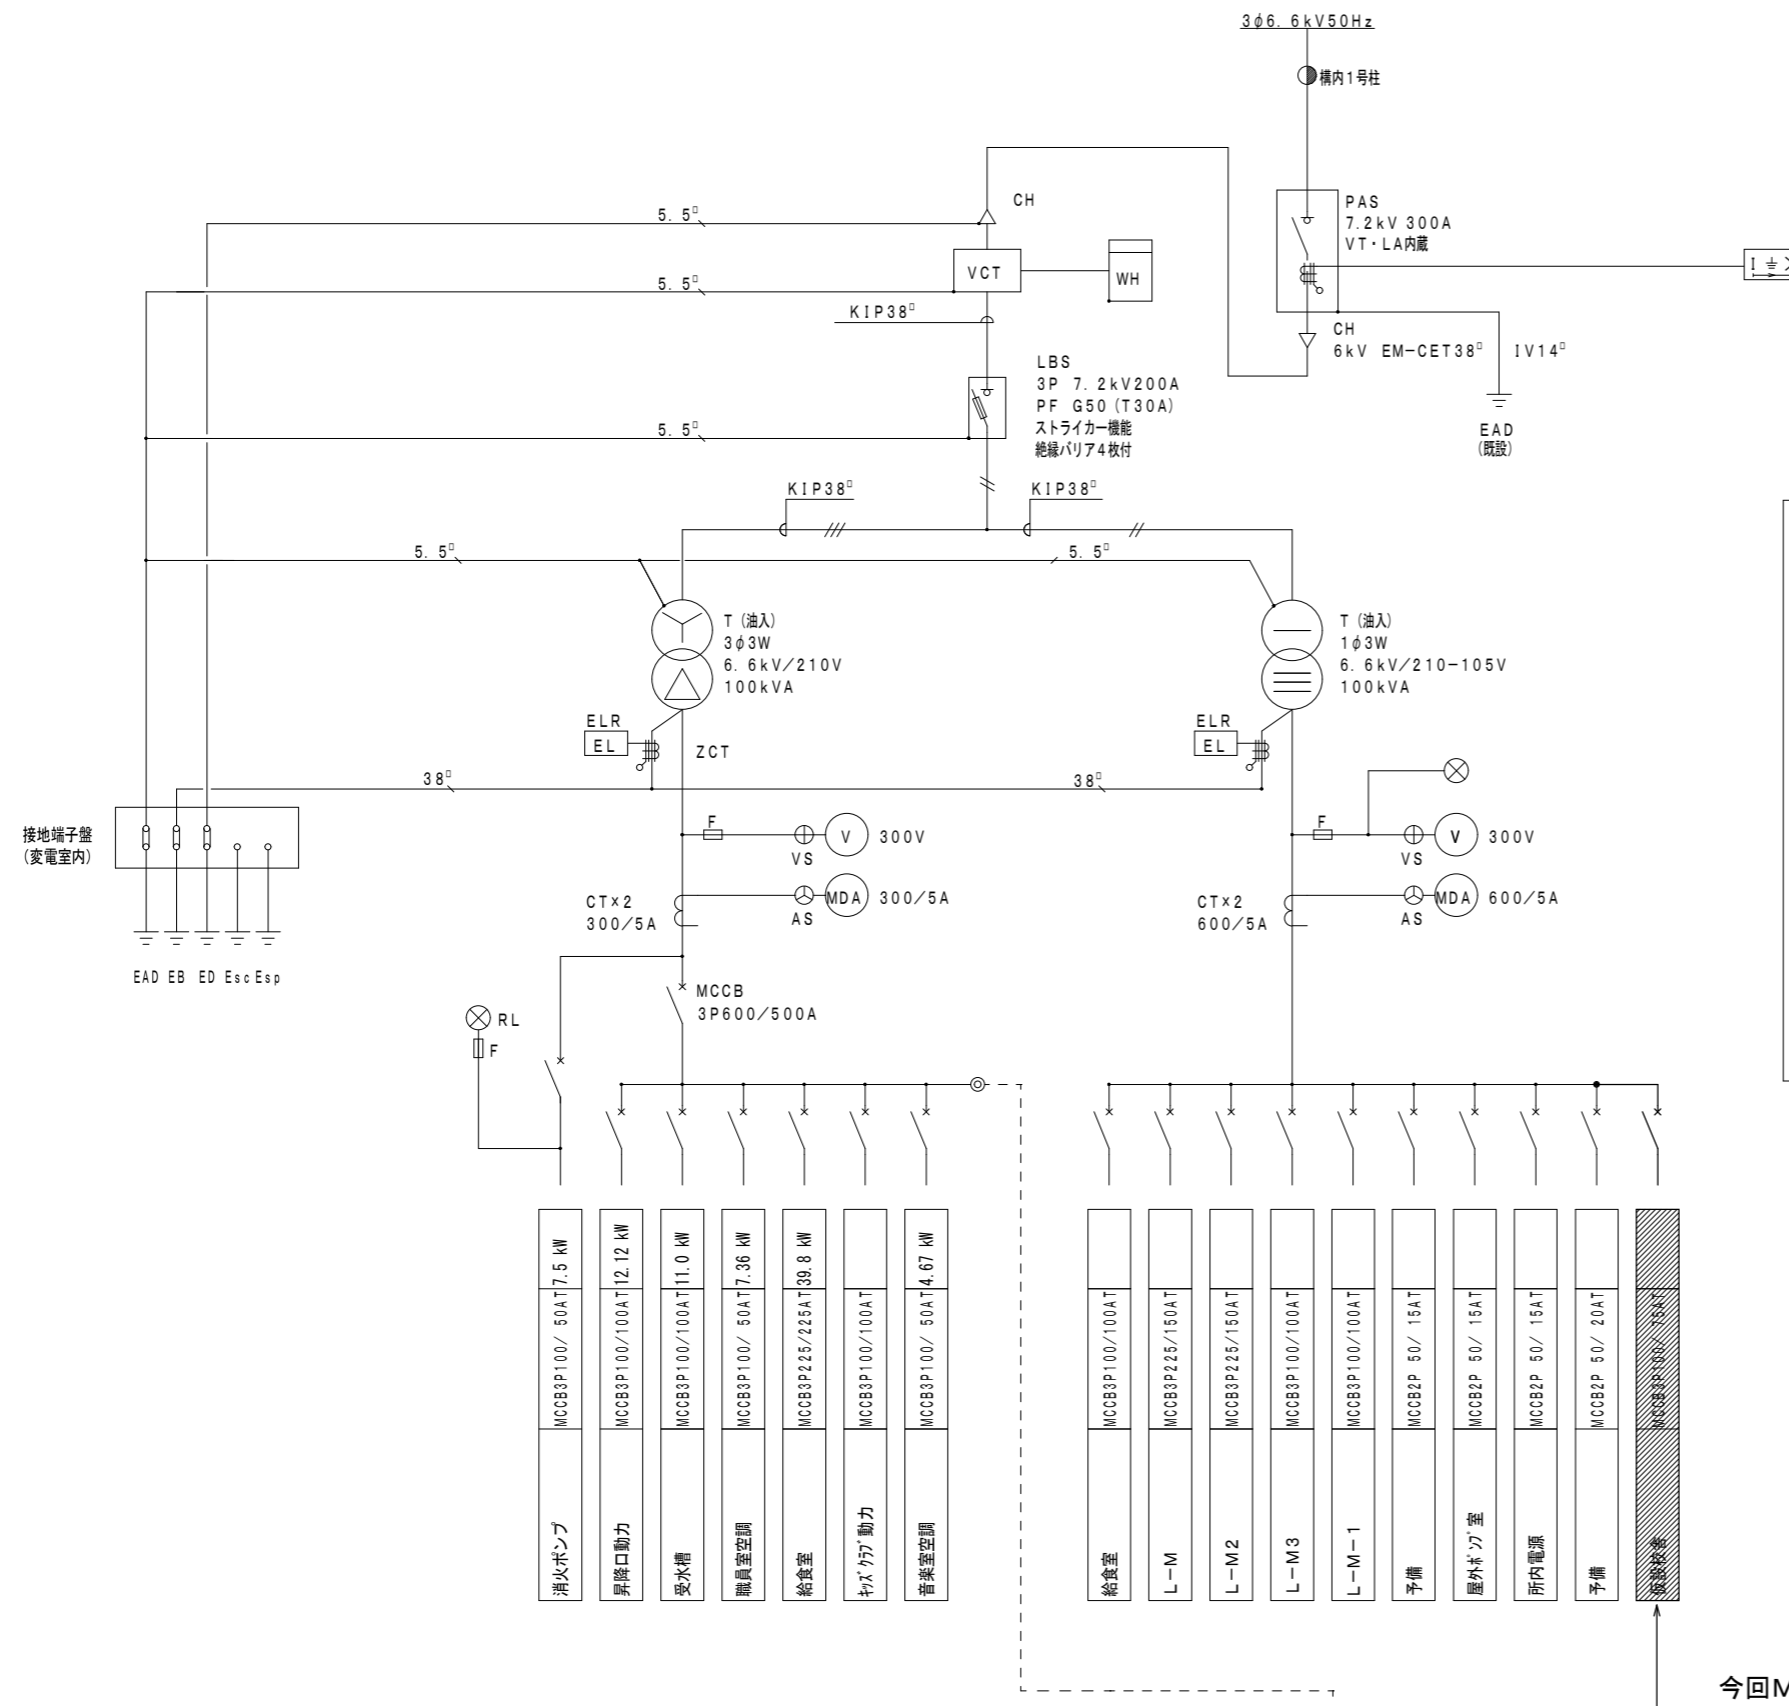 3φ6.6kV50Hz
構内1号柱
PAS
7.2kV 300A
VT・LA内蔵
I
CH
6kV EM-CET38□
IV14□
EAD
(既設)
CH
5.5□
VCT
WH
5.5□
KIP38□
LBS
3P 7.2kV200A
PF G50(T30A)
ストライカー機能
絶縁バリア4枚付
5.5□
KIP38□
KIP38□
5.5□
5.5□
T(油入)
3φ3W
6.6kV/210V
100kVA
T(油入)
1φ3W
6.6kV/210-105V
100kVA
ELR
EL
ZCT
ELR
EL
38□
38□
接地端子盤
(変電室内)
EAD EB ED Esc Esp
F
VS
V
300V
F
VS
V
300V
CT×2
300/5A
AS
MDA
300/5A
CT×2
600/5A
AS
MDA
600/5A
MCCB
3P600/500A
RL
F
7.5 kW
MCCB3P100/ 50AT
消火ポンプ
12.12 kW
MCCB3P100/100AT
昇降口動力
11.0 kW
MCCB3P100/100AT
受水槽
7.36 kW
MCCB3P100/ 50AT
職員室空調
39.8 kW
MCCB3P225/225AT
給食室
MCCB3P100/100AT
キッズクラブ動力
4.67 kW
MCCB3P100/ 50AT
音楽室空調
MCCB3P100/100AT
給食室
MCCB3P225/150AT
L-M
MCCB3P225/150AT
L-M2
MCCB3P100/100AT
L-M3
MCCB3P100/100AT
L-M-1
MCCB2P 50/ 15AT
予備
MCCB2P 50/ 15AT
屋外ポンプ室
MCCB2P 50/ 15AT
所内電源
MCCB2P 50/ 20AT
予備
MCCB3P100/ 75AT
仮設校舎
今回M